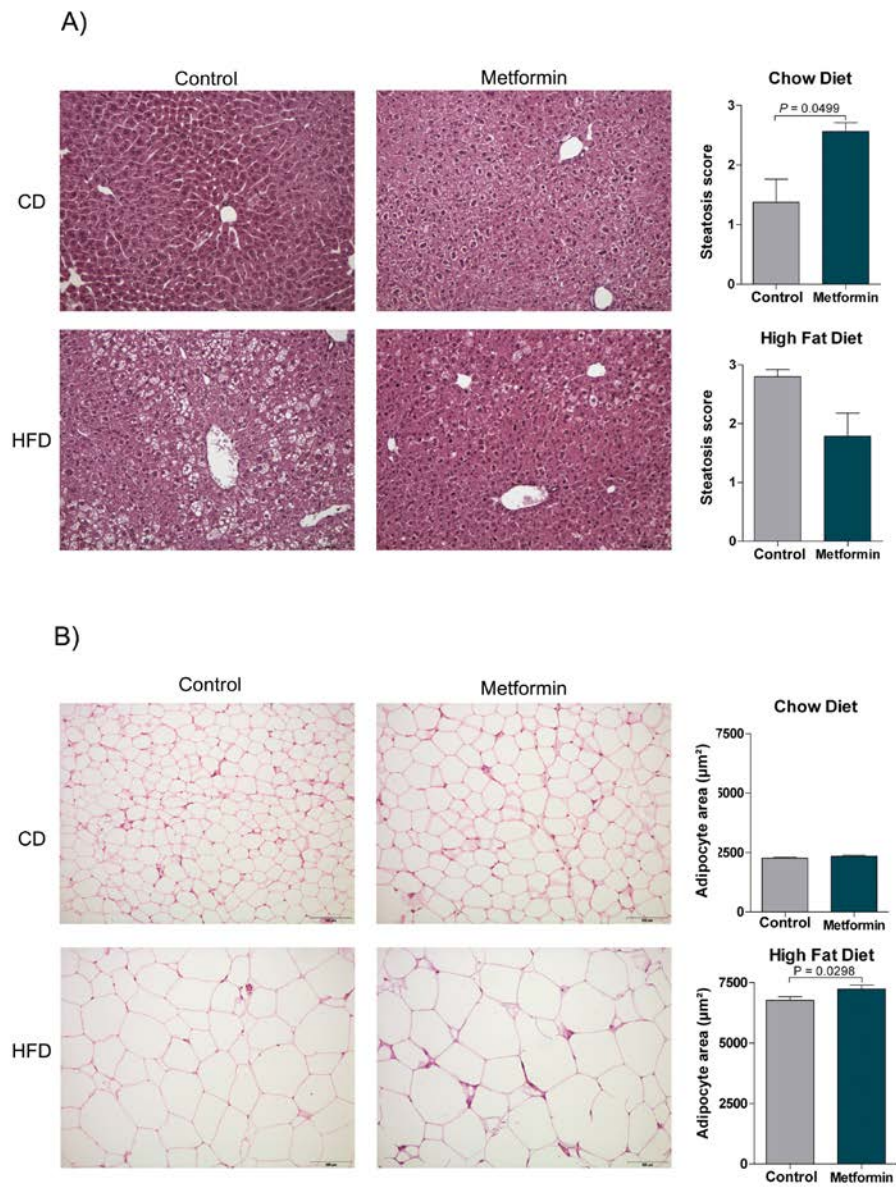 A)
Control
Metformin
CD
HFD
Chow Diet
Steatosis score
3
2
1
0
P = 0.0499
Control
Metformin
High Fat Diet
Steatosis score
3
2
1
0
Control
Metformin
B)
Control
Metformin
CD
HFD
Chow Diet
Adipocyte area (µm²)
7500
5000
2500
0
Control
Metformin
High Fat Diet
Adipocyte area (µm²)
7500
5000
2500
0
P = 0.0298
Control
Metformin